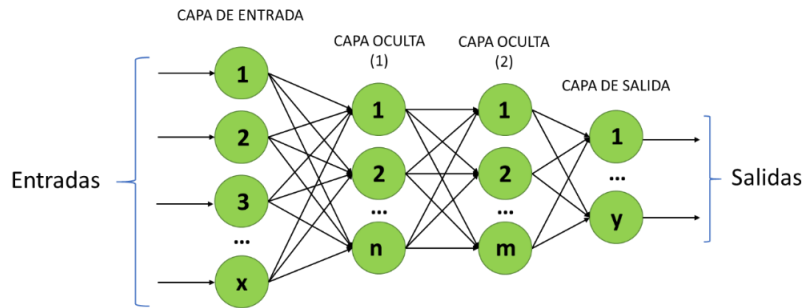 CAPA DE ENTRADA
CAPA OCULTA
(1)
CAPA OCULTA
(2)
CAPA DE SALIDA
Entradas
1
2
3
...
x
1
2
...
n
1
2
...
m
1
...
y
Salidas